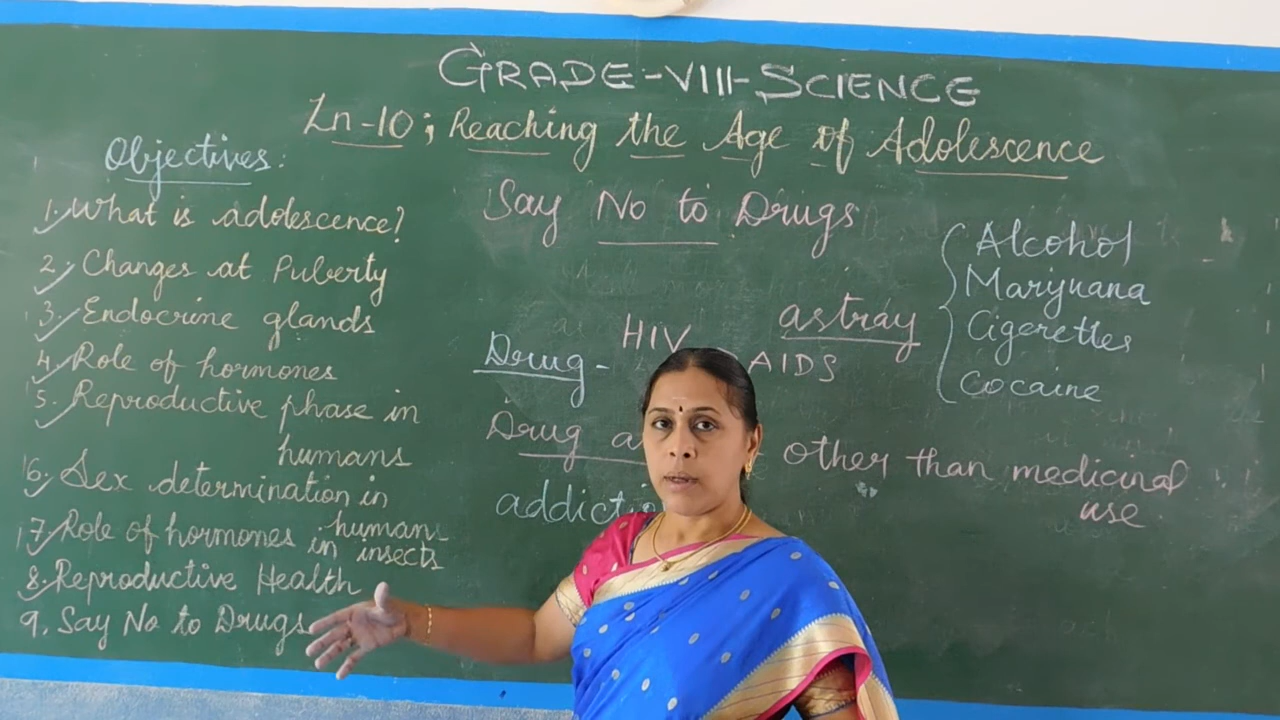 GRADE-VIII-SCIENCE
Ln-10; Reaching the Age of Adolescence
Objectives:
1. What is adolescence?
2. Changes at Puberty
3. Endocrine glands
4. Role of hormones
5. Reproductive phase in
humans
6. Sex determination in
humans
7. Role of hormones in insects
8. Reproductive Health
9. Say No to Drugs
Say No to Drugs
HIV AIDS
astray
Drug -
Drug
other than medicinal
use
Alcohol
Marijuana
Cigerettes
Cocaine